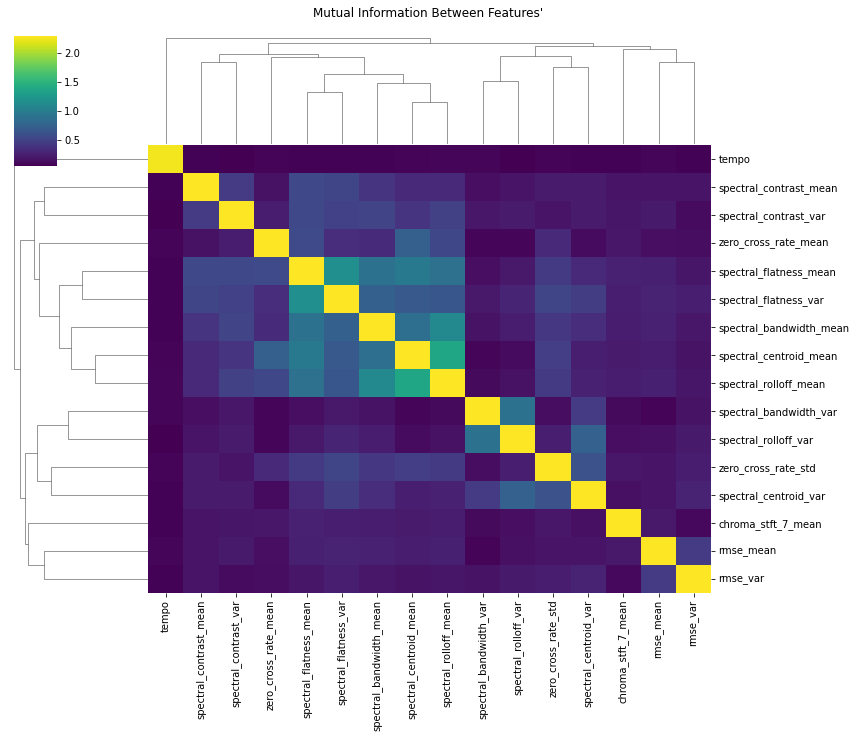 Mutual Information Between Features'
2.0
1.5
1.0
0.5
tempo
spectral_contrast_mean
spectral_contrast_var
zero_cross_rate_mean
spectral_flatness_mean
spectral_flatness_var
spectral_bandwidth_mean
spectral_centroid_mean
spectral_rolloff_mean
spectral_bandwidth_var
spectral_rolloff_var
zero_cross_rate_std
spectral_centroid_var
chroma_stft_7_mean
rmse_mean
rmse_var
tempo
spectral_contrast_mean
spectral_contrast_var
zero_cross_rate_mean
spectral_flatness_mean
spectral_flatness_var
spectral_bandwidth_mean
spectral_centroid_mean
spectral_rolloff_mean
spectral_bandwidth_var
spectral_rolloff_var
zero_cross_rate_std
spectral_centroid_var
chroma_stft_7_mean
rmse_mean
rmse_var